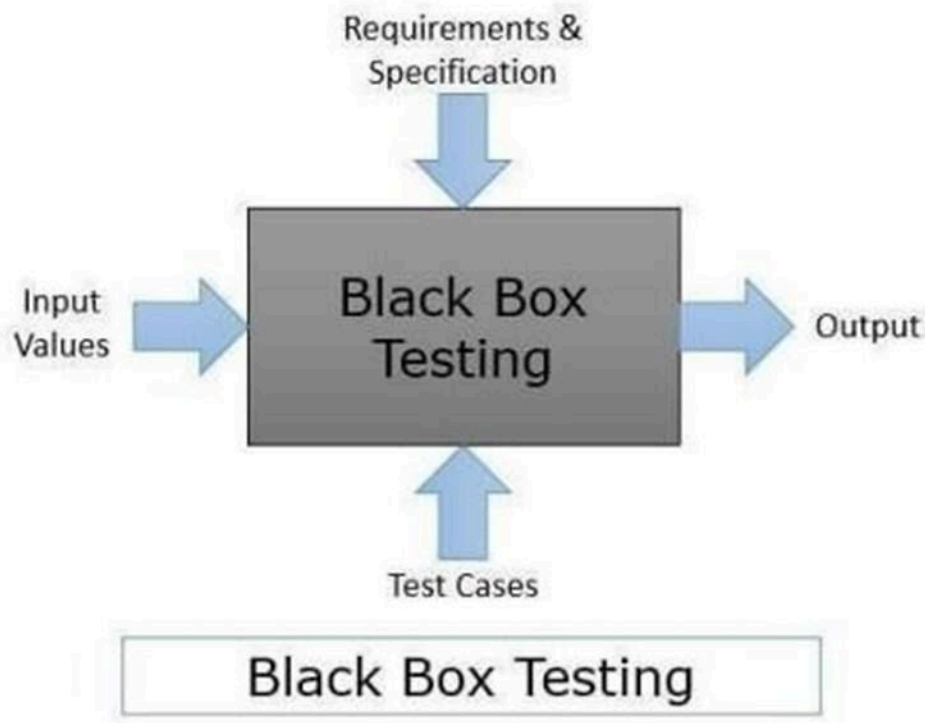 Requirements &
Specification
Input
Values
Black Box
Testing
Output
Test Cases
Black Box Testing